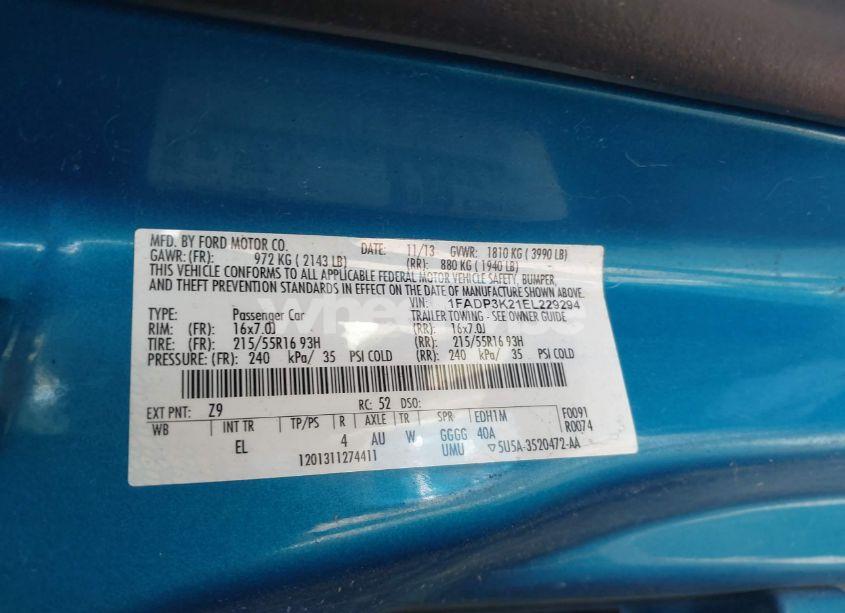 MFD. BY FORD MOTOR CO. DATE: 11/13 GVWR: 1810 KG ( 3990 LB)
GAWR: (FR): 972 KG ( 2143 LB) (RR): 880 KG ( 1940 LB) -
THIS VEHICLE CONFORMS TO ALL APPLICABLE FEDERAL MOTOR VEHICLE SAFETY, BUMPER,
AND THEFT PREVENTION STANDARDS IN EFFECT ON THE DATE OF MANUFACTURE SHOWN ABOVE.
VIN: 1FADP3K21EL229294
TYPE: Passenger Car TRAILER TOWING - SEE OWNER GUIDE
RIM: (FR): 16x7.0J (RR): 16x7.0J
TIRE: (FR): 215/55R16 93H (RR): 215/55R16 93H
PRESSURE: (FR): 240 kPa/ 35 PSI COLD (RR): 240 kPa/ 35 PSI COLD
EXT PNT: Z9 RC: 52 DSO:
WB INT TR TP/PS R AXLE TR SPR EDH1M F0091
EL 4 AU W GGGG 40A R0074
1201311274411 UMU ▽5U5A-3520472-AA